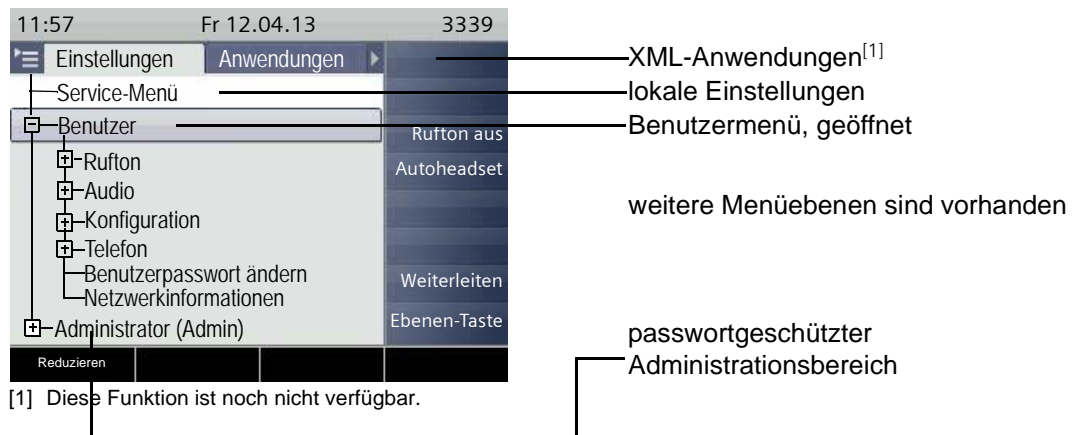 11:57 Fr 12.04.13 3339
Einstellungen Anwendungen
XML-Anwendungen[1]
Service-Menü
lokale Einstellungen
Benutzer
Rufton aus
Benutzermenü, geöffnet
Rufton
Autoheadset
Audio
weitere Menüebenen sind vorhanden
Konfiguration
Telefon
Benutzerpasswort ändern
Weiterleiten
Netzwerkinformationen
Administrator (Admin)
Ebenen-Taste
passwortgeschützter
Administrationsbereich
Reduzieren
[1] Diese Funktion ist noch nicht verfügbar.